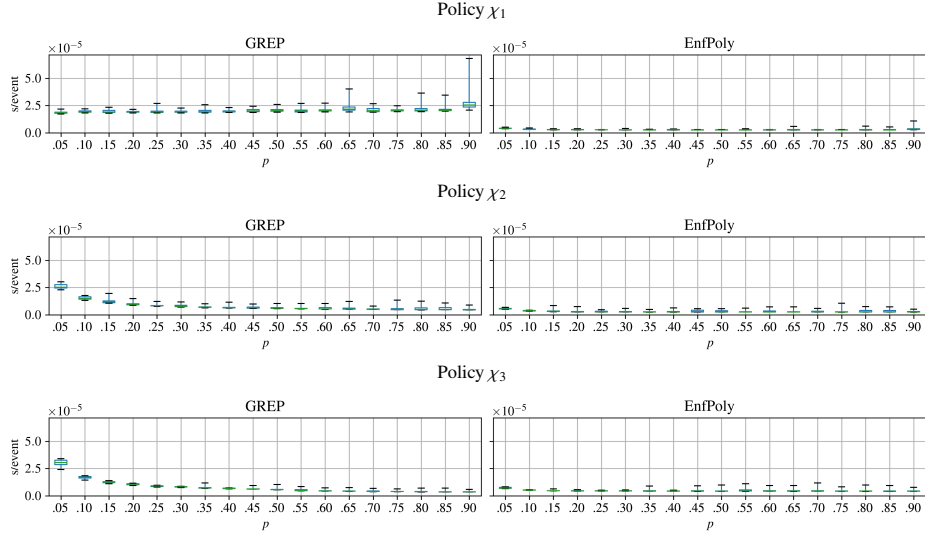 Policy χ₁
GREP
EnfPoly
×10⁻⁵
×10⁻⁵
s/event
5.0
2.5
0.0
.05 .10 .15 .20 .25 .30 .35 .40 .45 .50 .55 .60 .65 .70 .75 .80 .85 .90
.05 .10 .15 .20 .25 .30 .35 .40 .45 .50 .55 .60 .65 .70 .75 .80 .85 .90
p
p
Policy χ₂
GREP
EnfPoly
×10⁻⁵
×10⁻⁵
s/event
5.0
2.5
0.0
.05 .10 .15 .20 .25 .30 .35 .40 .45 .50 .55 .60 .65 .70 .75 .80 .85 .90
.05 .10 .15 .20 .25 .30 .35 .40 .45 .50 .55 .60 .65 .70 .75 .80 .85 .90
p
p
Policy χ₃
GREP
EnfPoly
×10⁻⁵
×10⁻⁵
s/event
5.0
2.5
0.0
.05 .10 .15 .20 .25 .30 .35 .40 .45 .50 .55 .60 .65 .70 .75 .80 .85 .90
.05 .10 .15 .20 .25 .30 .35 .40 .45 .50 .55 .60 .65 .70 .75 .80 .85 .90
p
p